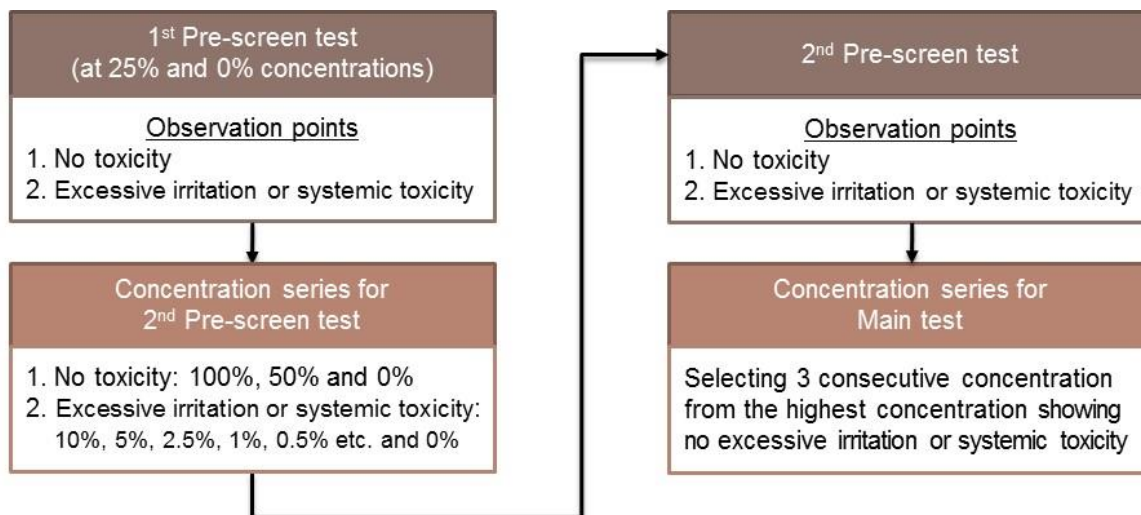 1st Pre-screen test
(at 25% and 0% concentrations)
Observation points
1. No toxicity
2. Excessive irritation or systemic toxicity
Concentration series for
2nd Pre-screen test
1. No toxicity: 100%, 50% and 0%
2. Excessive irritation or systemic toxicity:
10%, 5%, 2.5%, 1%, 0.5% etc. and 0%
2nd Pre-screen test
Observation points
1. No toxicity
2. Excessive irritation or systemic toxicity
Concentration series for
Main test
Selecting 3 consecutive concentration
from the highest concentration showing
no excessive irritation or systemic toxicity